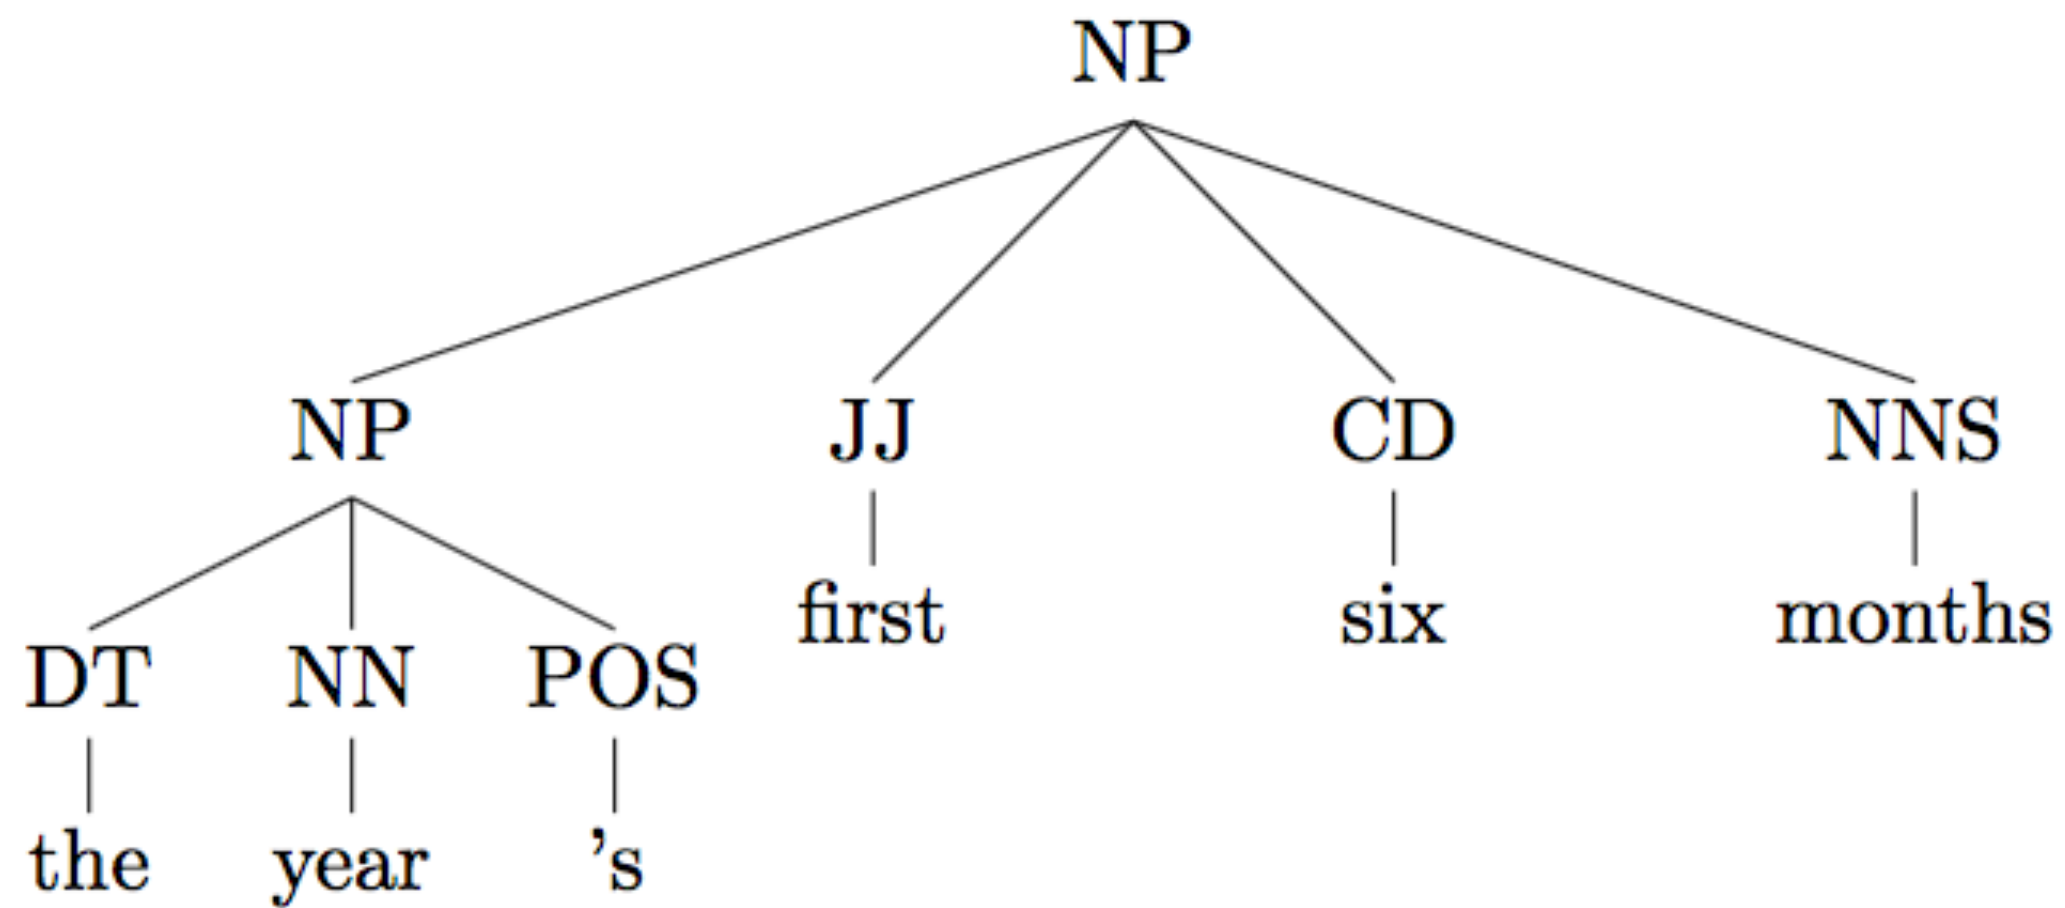 NP
NP JJ CD NNS
first six months
DT NN POS
the year ’s